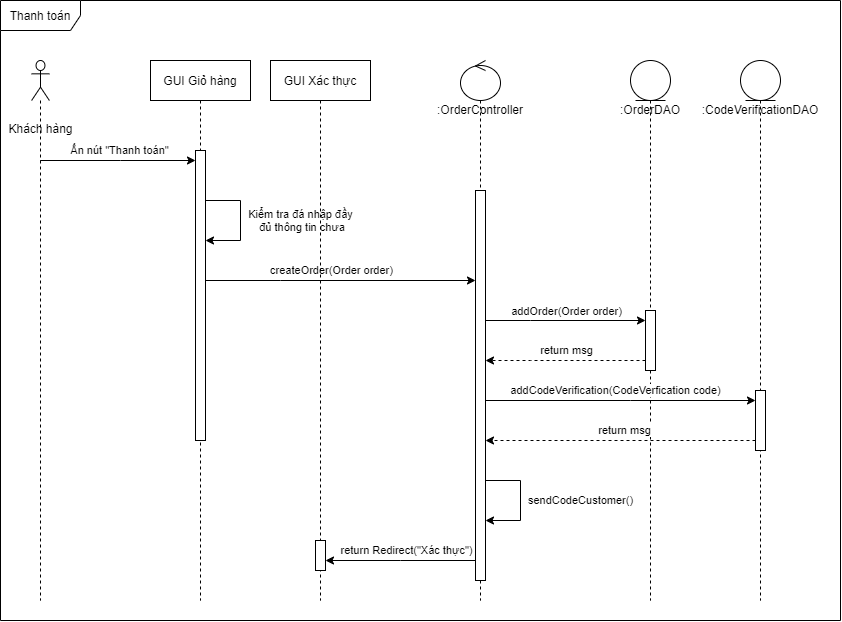 Thanh toán
GUI Giỏ hàng
GUI Xác thực
:OrderController
:OrderDAO
:CodeVerificationDAO
Khách hàng
Ấn nút "Thanh toán"
Kiểm tra đá nhập đầy
đủ thông tin chưa
createOrder(Order order)
addOrder(Order order)
return msg
addCodeVerification(CodeVerfication code)
return msg
sendCodeCustomer()
return Redirect("Xác thực")